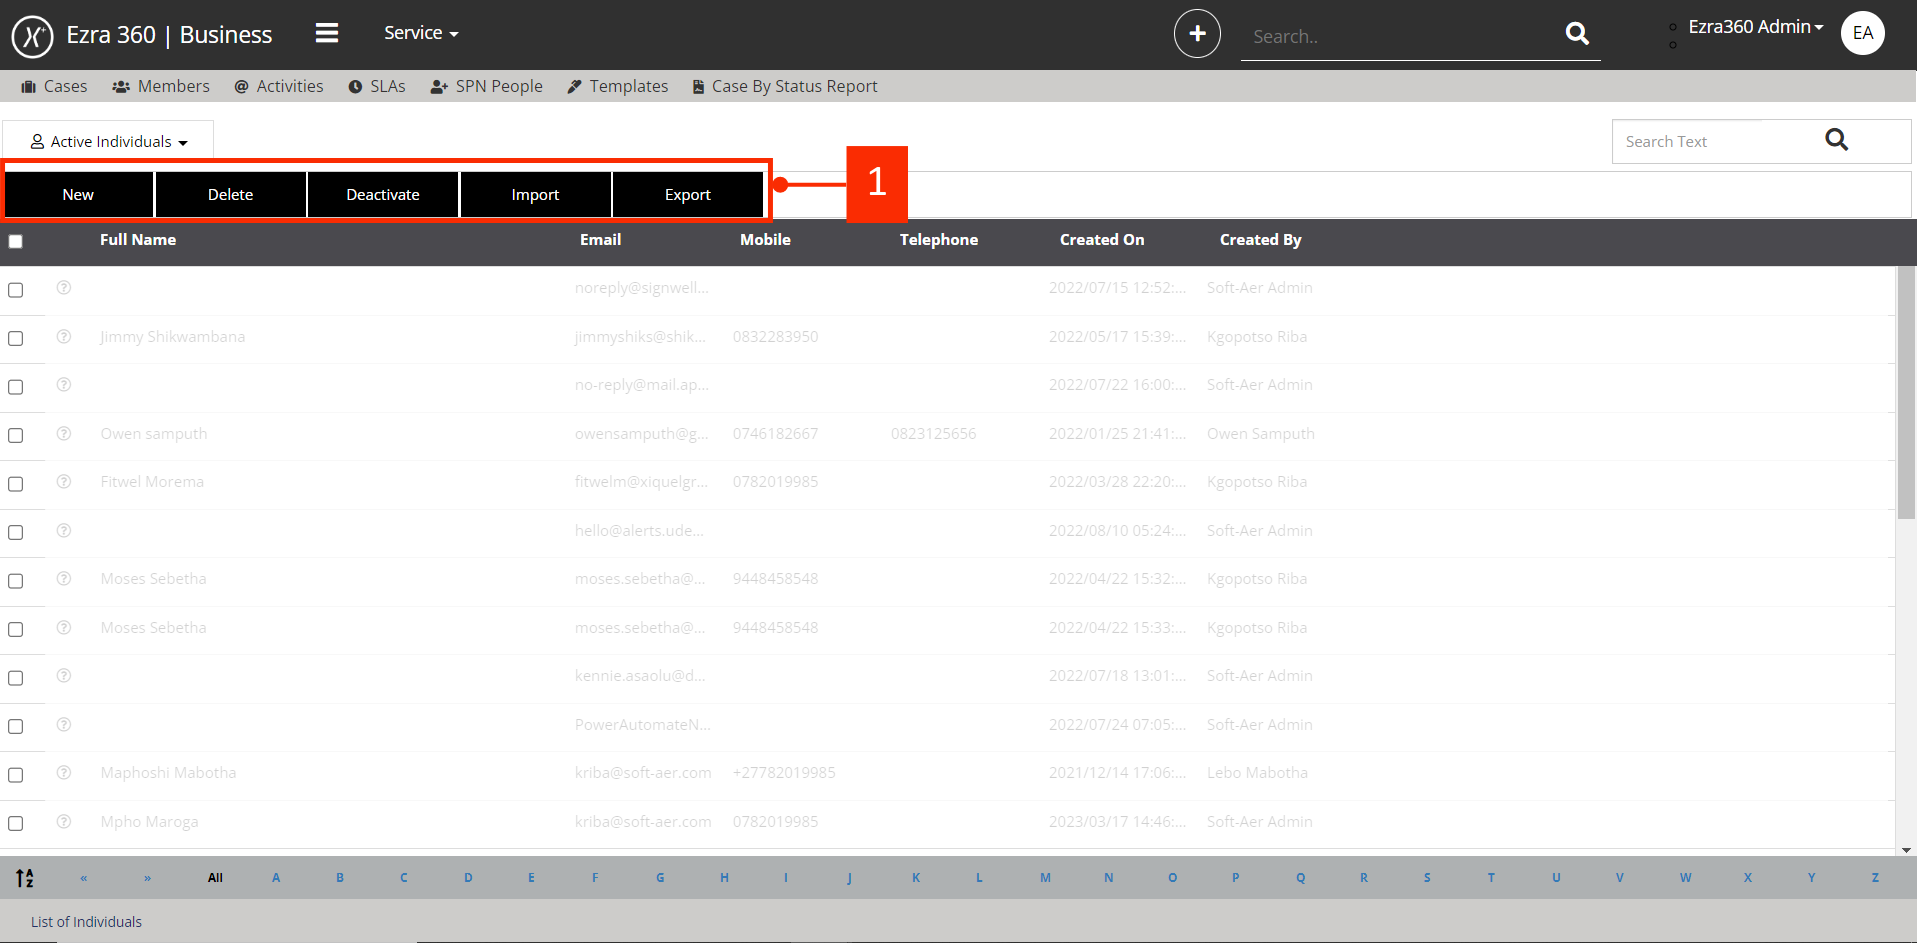 Ezra 360 | Business
Service
Search..
Ezra360 Admin
EA
Cases
Members
Activities
SLAs
SPN People
Templates
Case By Status Report
Active Individuals
Search Text
New
Delete
Deactivate
Import
Export
1
Full Name Email Mobile Telephone Created On Created By
noreply@signwell... 2022/07/15 12:52:... Soft-Aer Admin
Jimmy Shikwambana jimmyshiks@shik... 0832283950 2022/05/17 15:39:... Kgopotso Riba
no-reply@mail.ap... 2022/07/22 16:00:... Soft-Aer Admin
Owen samputh owensamputh@g... 0746182667 0823125656 2022/01/25 21:41:... Owen Samputh
Fitwel Morema fitwelm@xiquelgr... 0782019985 2022/03/28 22:20:... Kgopotso Riba
hello@alerts.ude... 2022/08/10 05:24:... Soft-Aer Admin
Moses Sebetha moses.sebetha@... 9448458548 2022/04/22 15:32:... Kgopotso Riba
Moses Sebetha moses.sebetha@... 9448458548 2022/04/22 15:33:... Kgopotso Riba
kennie.asaolu@d... 2022/07/18 13:01:... Soft-Aer Admin
PowerAutomateN... 2022/07/24 07:05:... Soft-Aer Admin
Maphoshi Mabotha kriba@soft-aer.com +27782019985 2021/12/14 17:06:... Lebo Mabotha
Mpho Maroga kriba@soft-aer.com 0782019985 2023/03/17 14:46:... Soft-Aer Admin
« » All A B C D E F G H I J K L M N O P Q R S T U V W X Y Z
List of Individuals